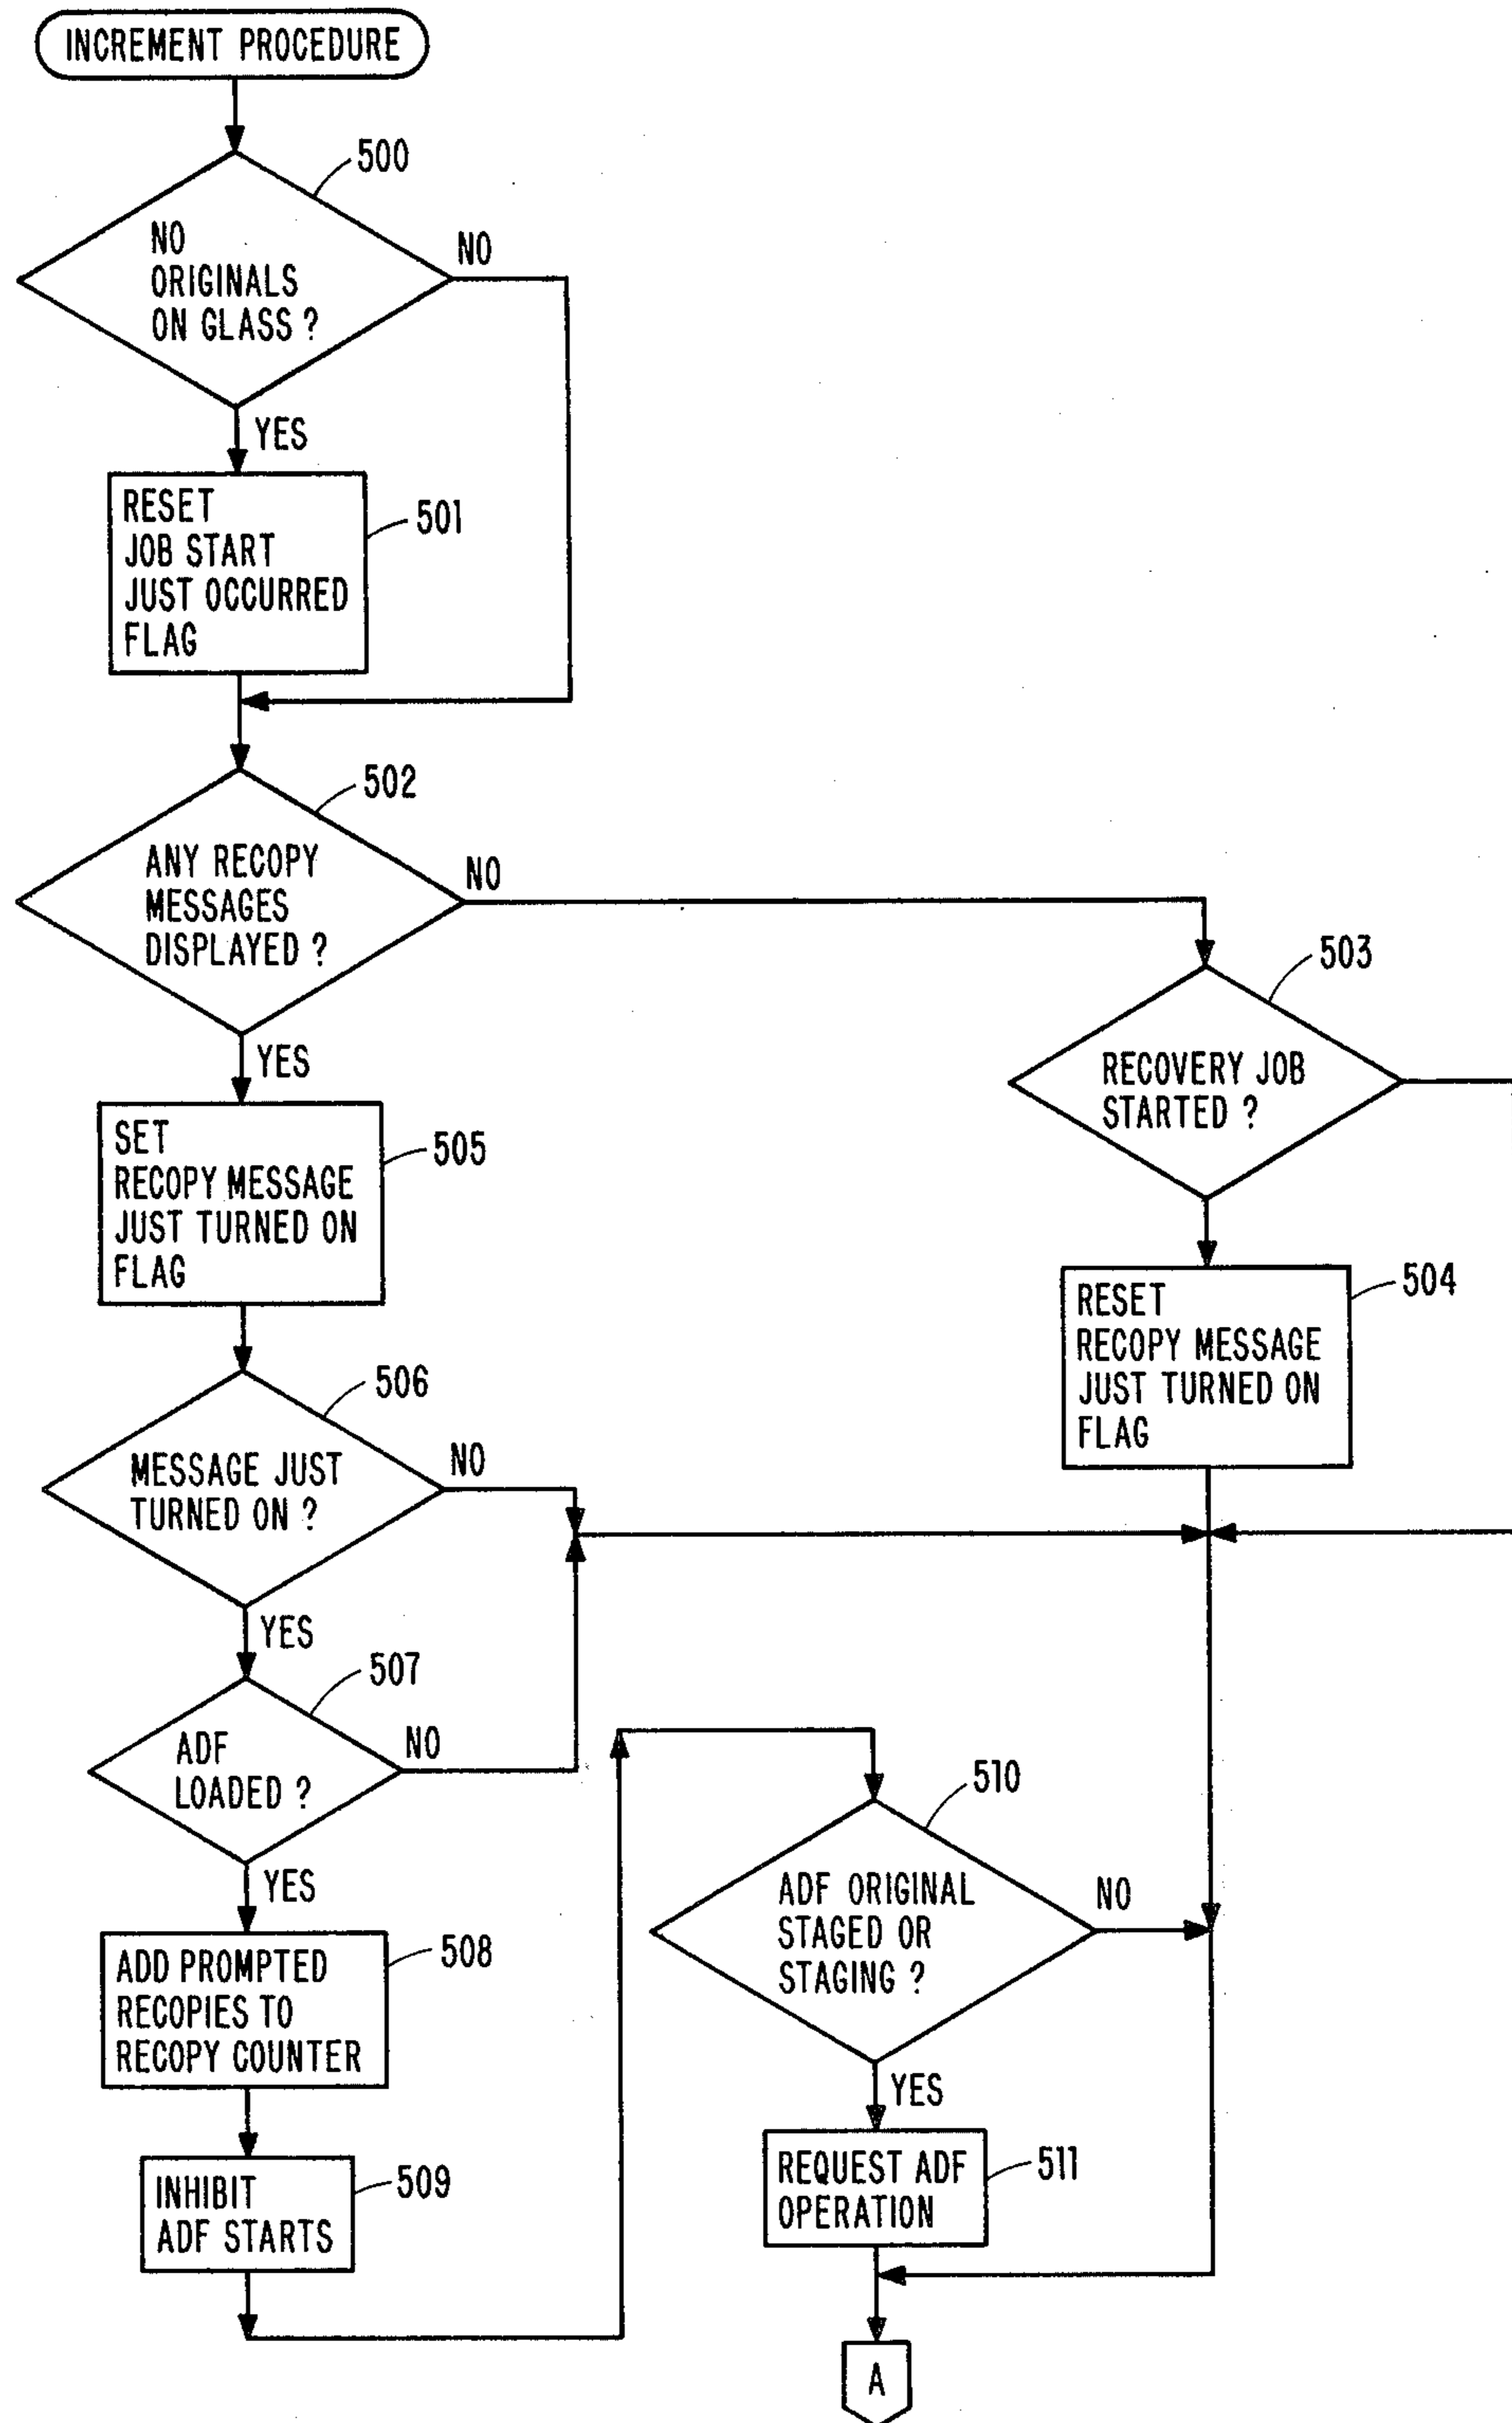 INCREMENT PROCEDURE
500
NO
ORIGINALS
ON GLASS ?
NO
YES
RESET
JOB START
JUST OCCURRED
FLAG
501
502
ANY RECOPY
MESSAGES
DISPLAYED ?
NO
YES
503
RECOVERY JOB
STARTED ?
SET
RECOPY MESSAGE
JUST TURNED ON
FLAG
505
RESET
RECOPY MESSAGE
JUST TURNED ON
FLAG
504
506
MESSAGE JUST
TURNED ON ?
NO
YES
507
ADF
LOADED ?
NO
YES
ADD PROMPTED
RECOPIES TO
RECOPY COUNTER
508
INHIBIT
ADF STARTS
509
510
ADF ORIGINAL
STAGED OR
STAGING ?
NO
YES
REQUEST ADF
OPERATION
511
A